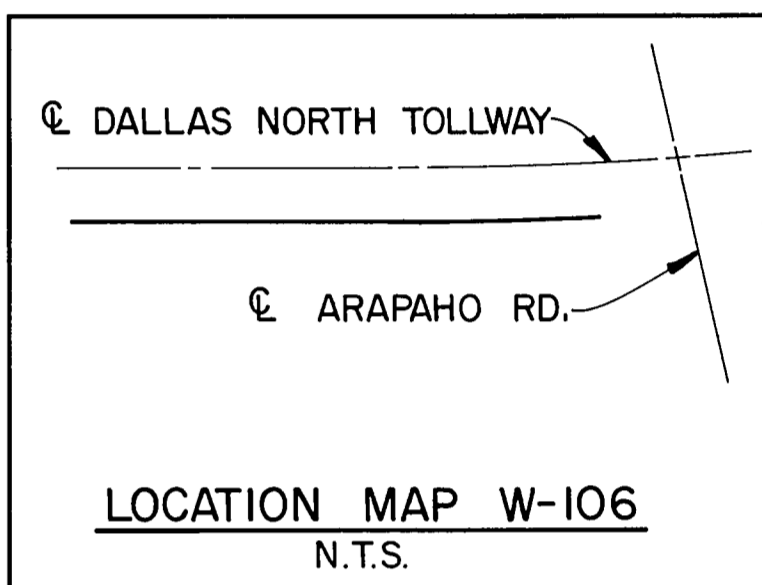 ℄ DALLAS NORTH TOLLWAY
℄ ARAPAHO RD.
LOCATION MAP W-106
N.T.S.